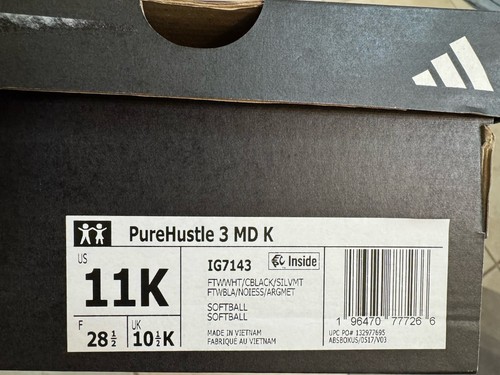 PureHustle 3 MD K
US
11K
F
28½
UK
10½K
IG7143
Inside
FTWWHT/CBLACK/SILVMT
FTWBLA/NOIESS/ARGMET
SOFTBALL
SOFTBALL
MADE IN VIETNAM
FABRIQUÉ AU VIETNAM
1 96470 77726 6
UPC PO# 132977695
ABSBOXUS/0517/V03